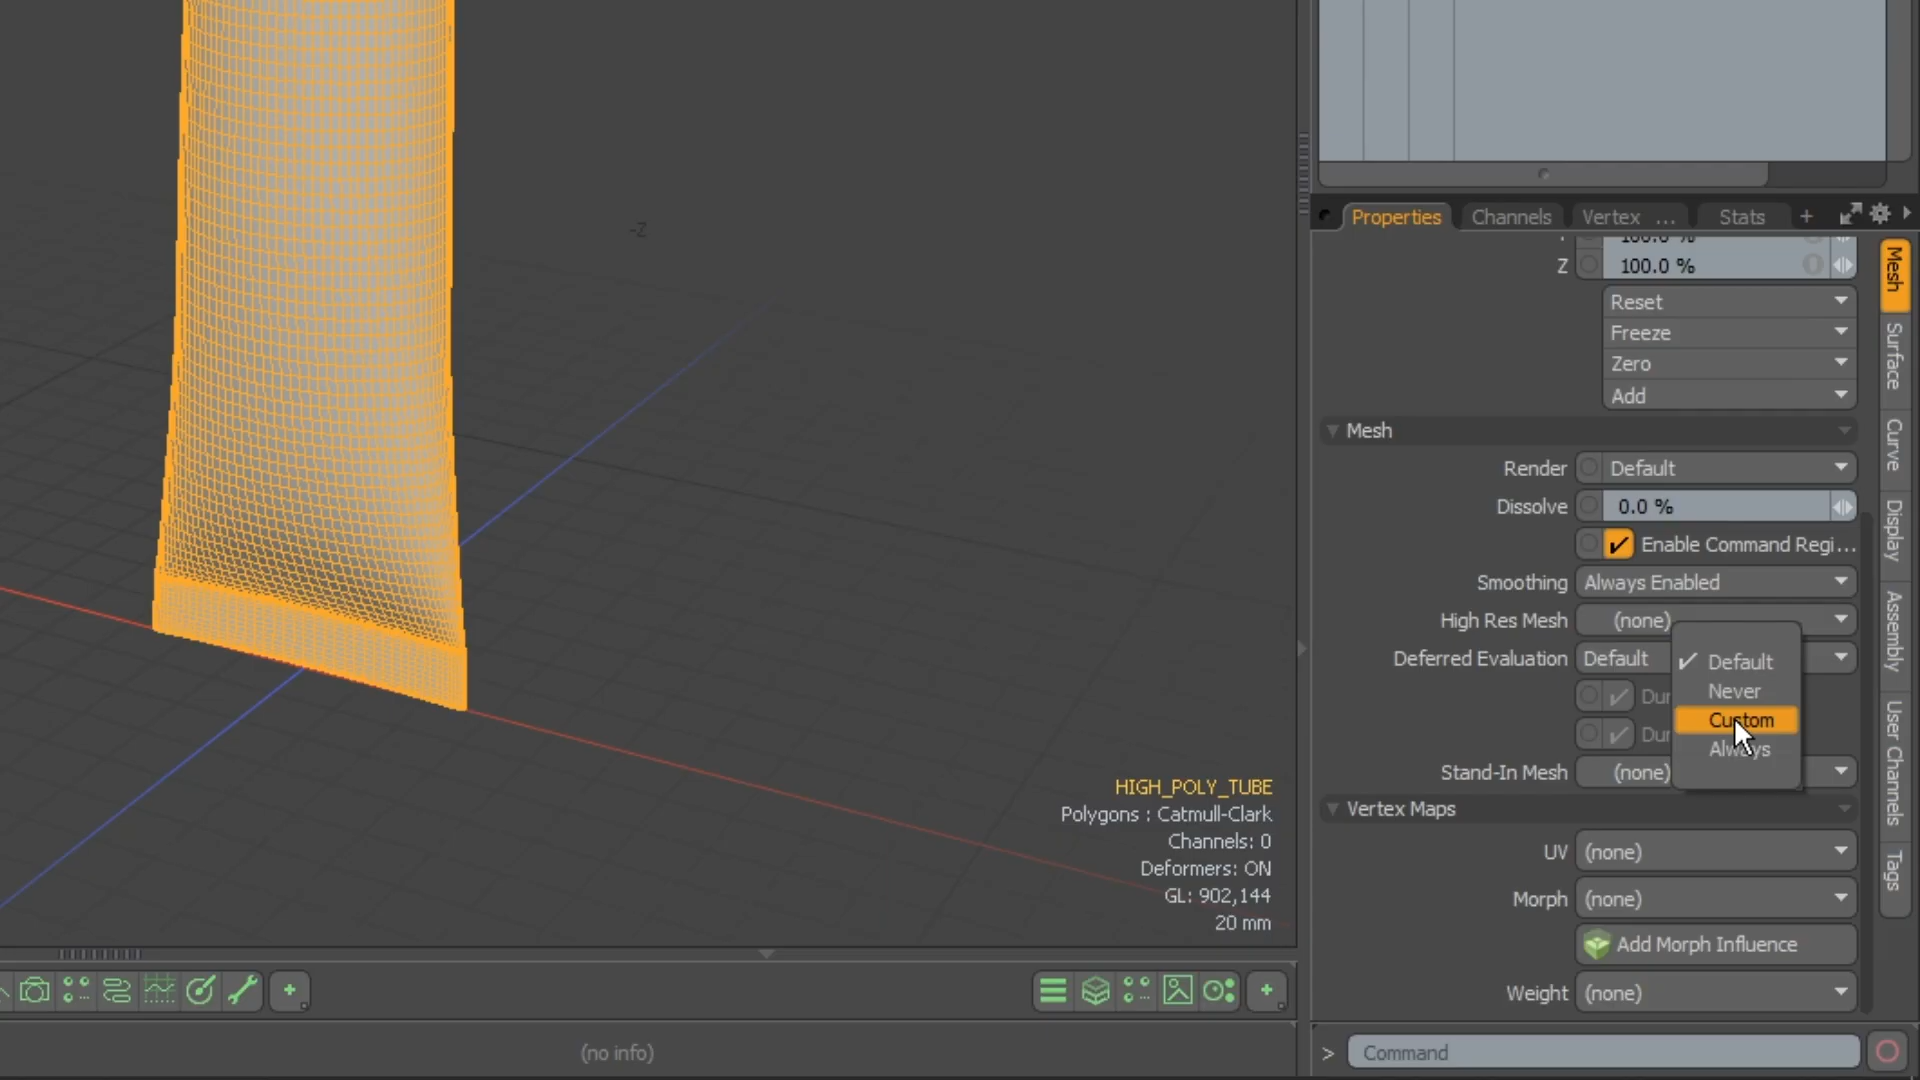 -Z
HIGH_POLY_TUBE
Polygons : Catmull-Clark
Channels: 0
Deformers: ON
GL: 902,144
20 mm
(no info)
Properties
Channels
Vertex ...
Stats
+
Z 100.0 %
Reset
Freeze
Zero
Add
Mesh
Render Default
Dissolve 0.0 %
Enable Command Regi...
Smoothing Always Enabled
High Res Mesh (none)
Deferred Evaluation Default
Default
Never
Custom
Always
Stand-In Mesh (none)
Vertex Maps
UV (none)
Morph (none)
Add Morph Influence
Weight (none)
> Command
Mesh
Surface
Curve
Display
Assembly
User Channels
Tags